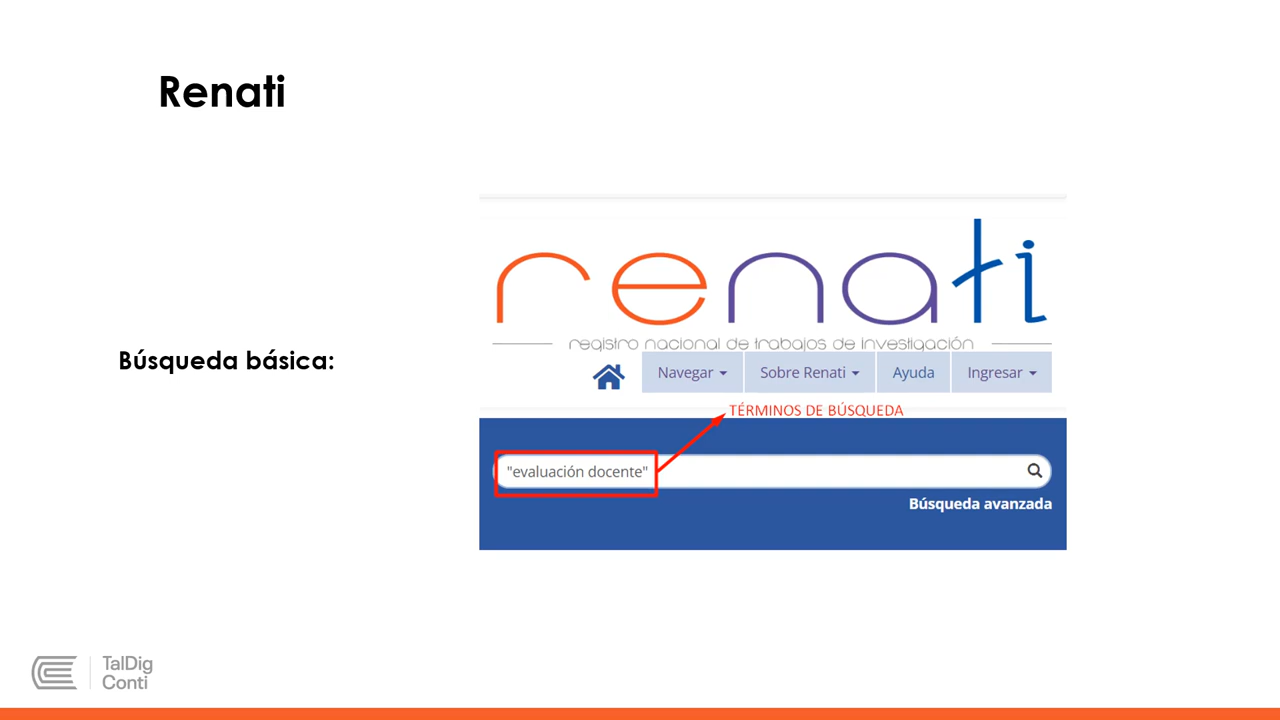 Renati
renati
registro nacional de trabajos de investigación
Búsqueda básica:
Navegar Sobre Renati Ayuda Ingresar
TÉRMINOS DE BÚSQUEDA
"evaluación docente"
Búsqueda avanzada
TalDig
Conti